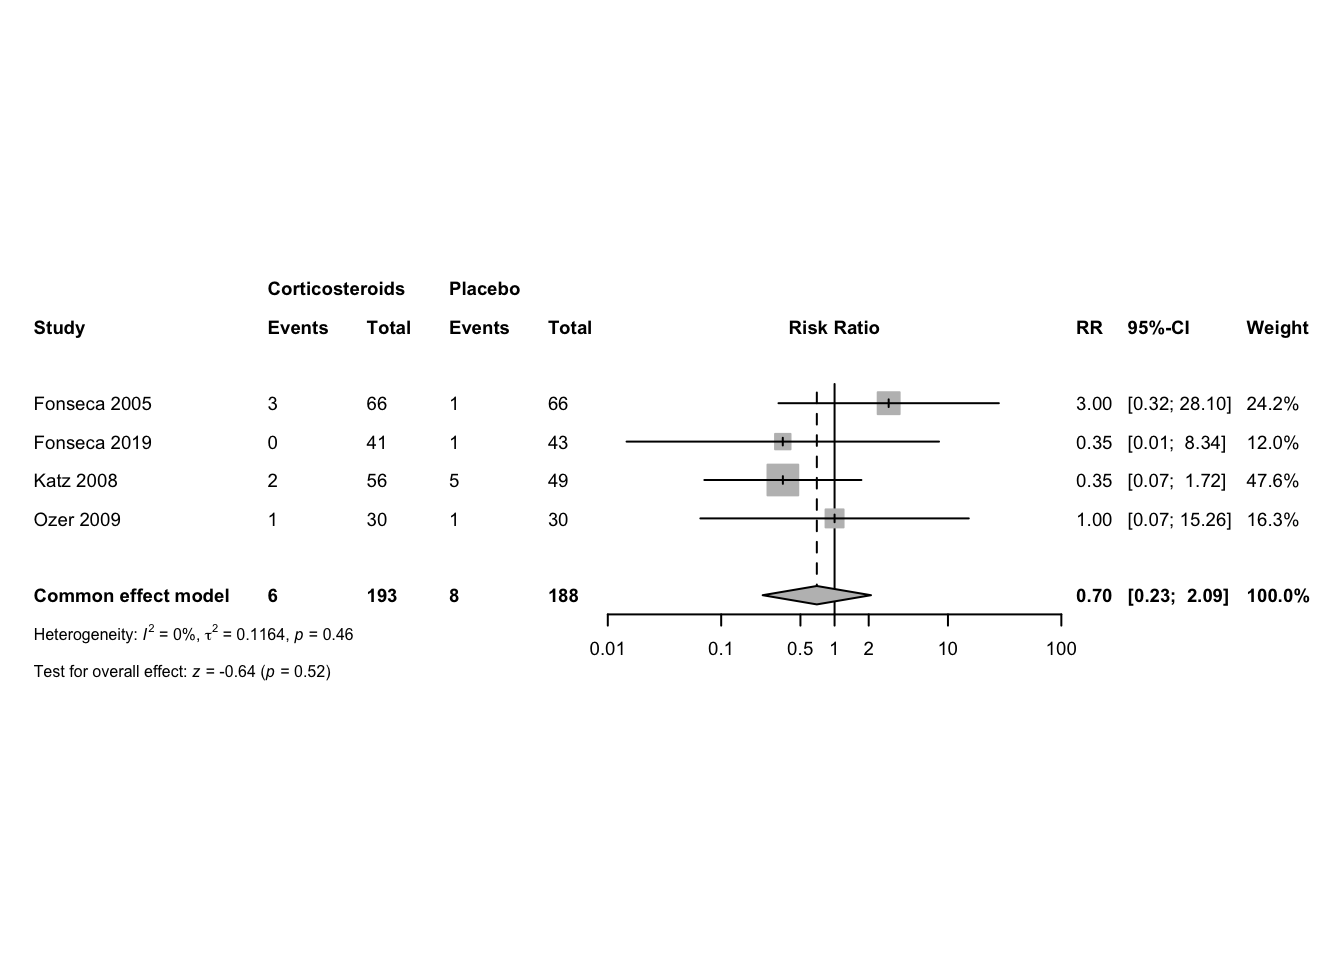 Corticosteroids Placebo
Study Events Total Events Total Risk Ratio RR 95%-CI Weight
Fonseca 2005 3 66 1 66 3.00 [0.32; 28.10] 24.2%
Fonseca 2019 0 41 1 43 0.35 [0.01; 8.34] 12.0%
Katz 2008 2 56 5 49 0.35 [0.07; 1.72] 47.6%
Ozer 2009 1 30 1 30 1.00 [0.07; 15.26] 16.3%
Common effect model 6 193 8 188 0.70 [0.23; 2.09] 100.0%
Heterogeneity: I² = 0%, τ² = 0.1164, p = 0.46
0.01 0.1 0.5 1 2 10 100
Test for overall effect: z = -0.64 (p = 0.52)